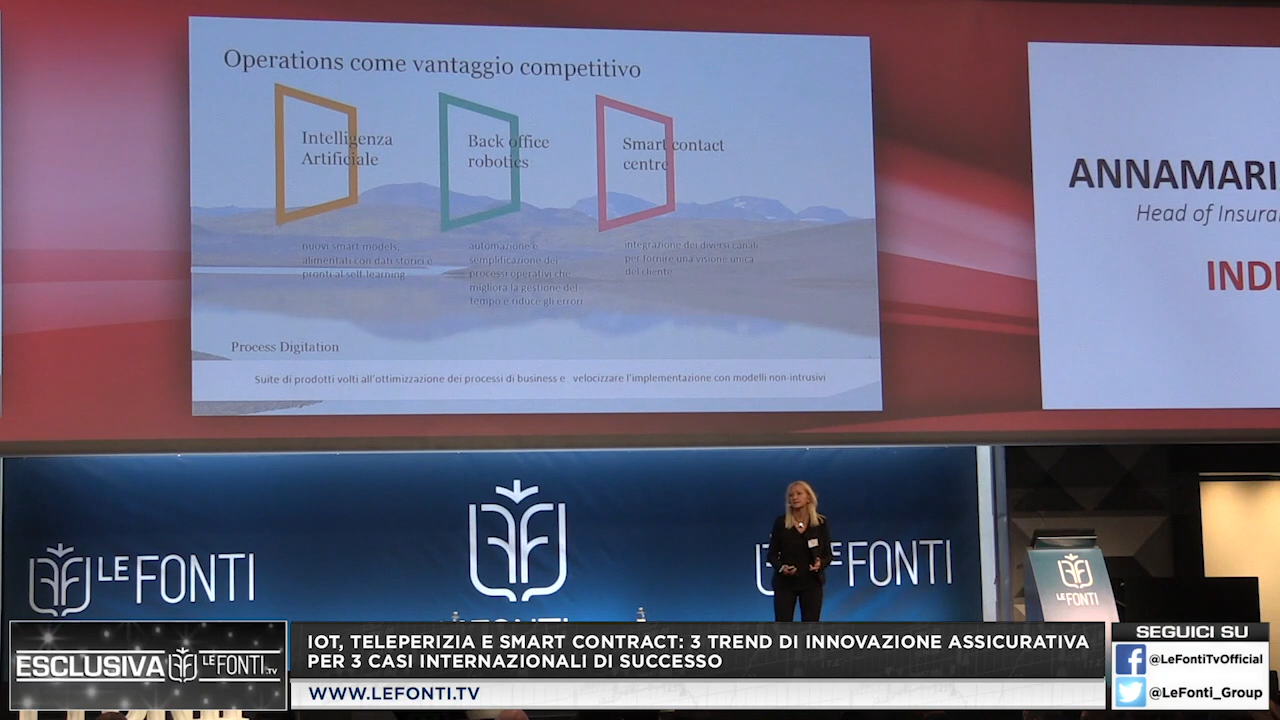 Operations come vantaggio competitivo
Intelligenza
Artificiale
Back office
robotics
Smart contact
centre
nuovi smart models,
alimentati con dati storici e
pronti al self learning
automazione e
semplificazione dei
processi operativi che
migliora la gestione del
tempo e riduce gli errori
integrazione dei diversi canali
per fornire una visione unica
del cliente
Process Digitation
Suite di prodotti volti all'ottimizzazione dei processi di business e velocizzare l'implementazione con modelli non-intrusivi
ANNAMARI
Head of Insura
INDR
LE FONTI
LE FONTI
LE FONTI
IOT, TELEPERIZIA E SMART CONTRACT: 3 TREND DI INNOVAZIONE ASSICURATIVA
PER 3 CASI INTERNAZIONALI DI SUCCESSO
WWW.LEFONTI.TV
ESCLUSIVA LE FONTI.TV
SEGUICI SU
@LeFontiTvOfficial
@LeFonti_Group